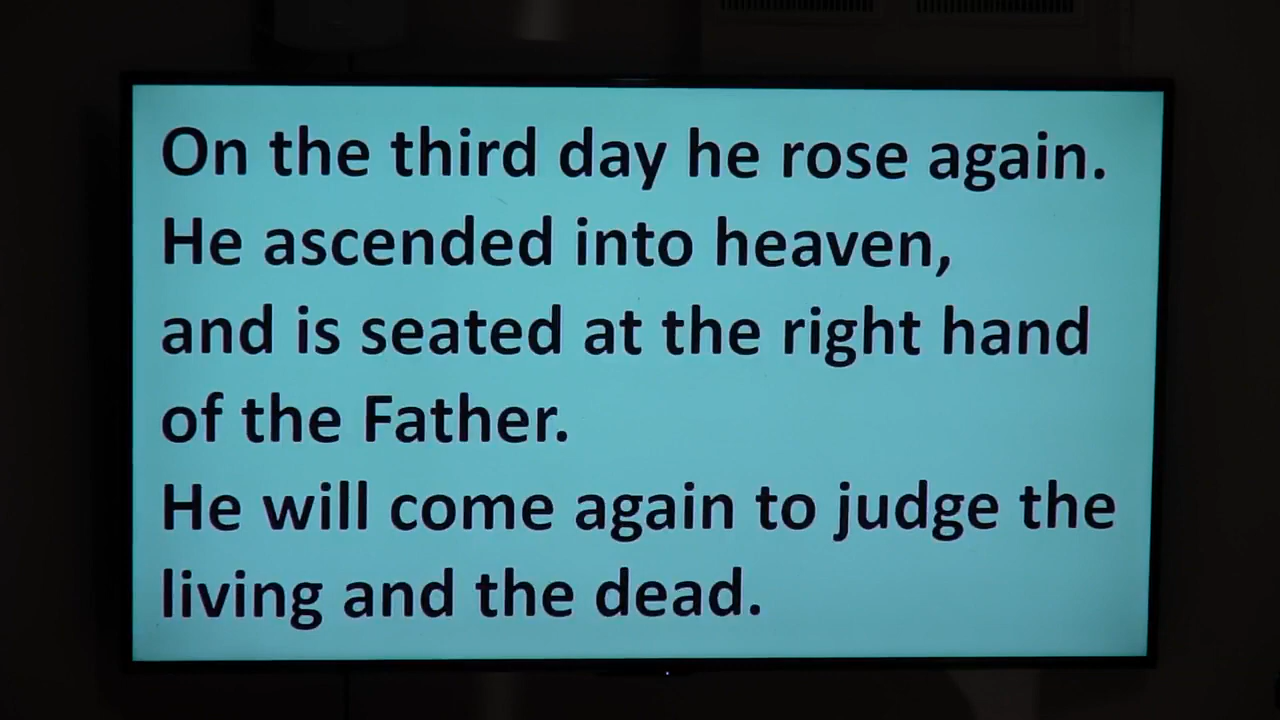 On the third day he rose again.
He ascended into heaven,
and is seated at the right hand
of the Father.
He will come again to judge the
living and the dead.